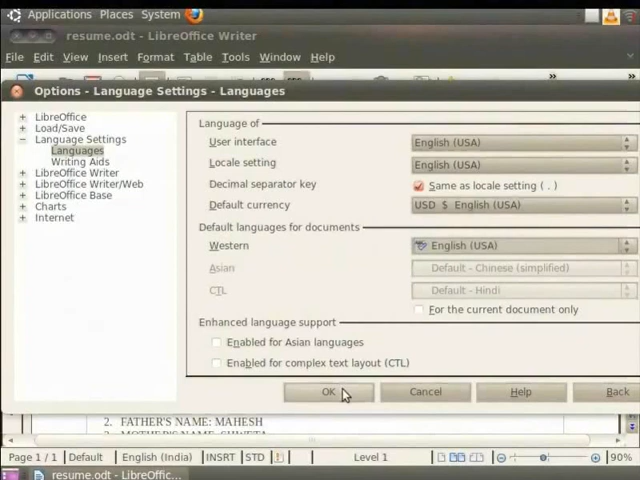 Applications Places System
resume.odt - LibreOffice Writer
File Edit View Insert Format Table Tools Window Help
Options - Language Settings - Languages
LibreOffice
Load/Save
Language Settings
Languages
Writing Aids
LibreOffice Writer
LibreOffice Writer/Web
LibreOffice Base
Charts
Internet
Language of
User interface English (USA)
Locale setting English (USA)
Decimal separator key Same as locale setting ( . )
Default currency USD $ English (USA)
Default languages for documents
Western English (USA)
Asian Default - Chinese (simplified)
CTL Default - Hindi
For the current document only
Enhanced language support
Enabled for Asian languages
Enabled for complex text layout (CTL)
OK Cancel Help Back
2. FATHER'S NAME: MAHESH
Page 1 / 1 Default English (India) INSRT STD Level 1 90%
resume.odt - LibreOffic...